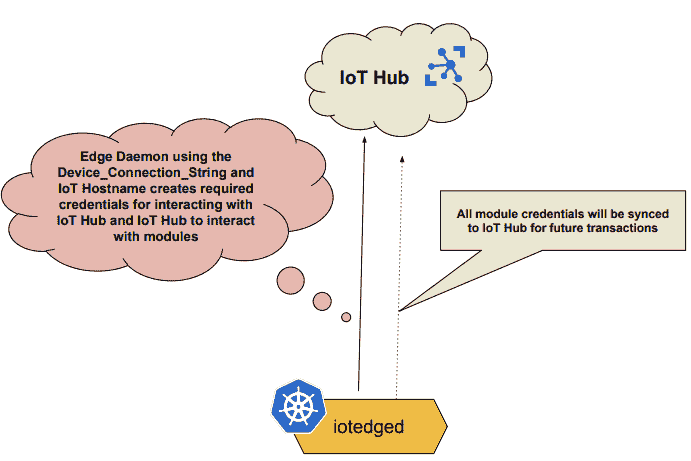 IoT Hub
Edge Daemon using the
Device_Connection_String and
IoT Hostname creates required
credentials for interacting with
IoT Hub and IoT Hub to interact
with modules
All module credentials will be synced
to IoT Hub for future transactions
iotedged